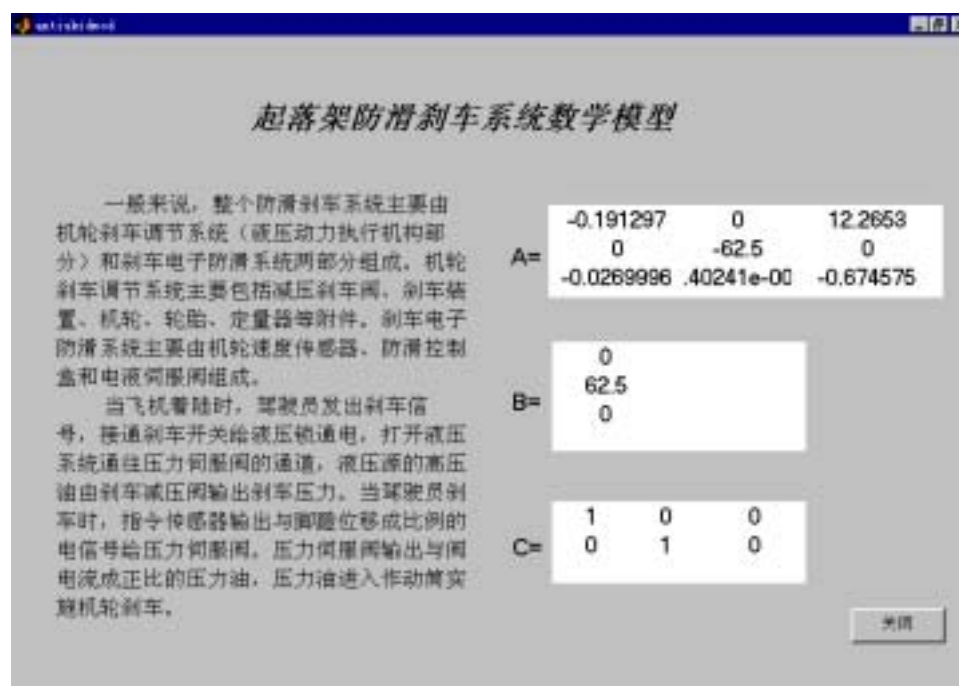 antiskidmod
起落架防滑刹车系统数学模型
一般来说，整个防滑刹车系统主要由
机轮刹车调节系统（液压动力执行机构部
分）和刹车电子防滑系统两部分组成。机轮
刹车调节系统主要包括减压刹车阀、刹车装
置、机轮、轮胎、定量器等附件。刹车电子
防滑系统主要由机轮速度传感器、防滑控制
盒和电液伺服阀组成。
当飞机着陆时，驾驶员发出刹车信
号，接通刹车开关给液压锁通电，打开液压
系统通往压力伺服阀的通道，液压源的高压
油由刹车减压阀输出刹车压力。当驾驶员刹
车时，指令传感器输出与脚蹬位移成比例的
电信号给压力伺服阀，压力伺服阀输出与阀
电流成正比的压力油，压力油进入作动筒实
施机轮刹车。
A=
-0.191297 0 12.2653
0 -62.5 0
-0.0269996 .40241e-00 -0.674575
B=
0
62.5
0
C=
1 0 0
0 1 0
关闭